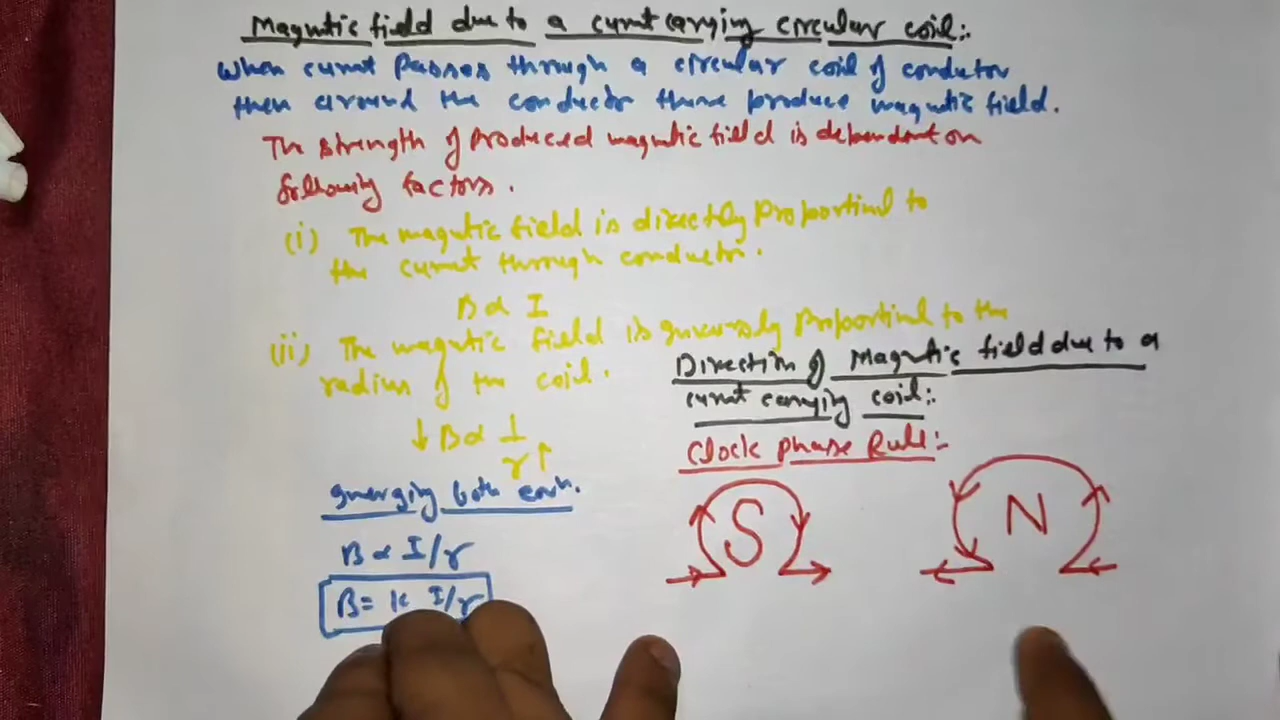 Magnetic field due to a current carrying circular coil:-
When current passes through a circular coil of condutor
then around the conductor there produce magnetic field.
The strength of produced magnetic field is dependent on
following factors.
(i) The magnetic field is directly proportional to
the current through conductor.
B ∝ I
(ii) The magnetic field is inversely proportional to the
radius of the coil.
↓ B ∝ 1/r ↑
both eqn.
B ∝ I/r
B = K I/r
Direction of Magnetic field due to a
current carrying coil:-
Clock phase Rule:-
S
N